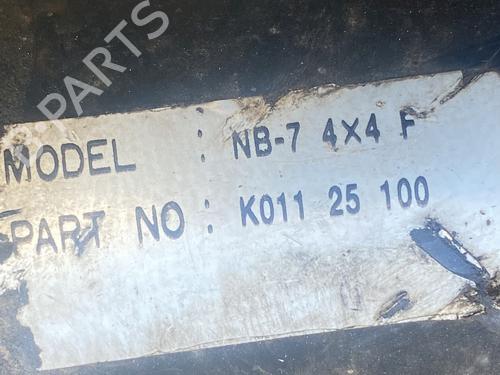 B-PARTS
MODEL : NB-7 4X4 F
PART NO : K011 25 100